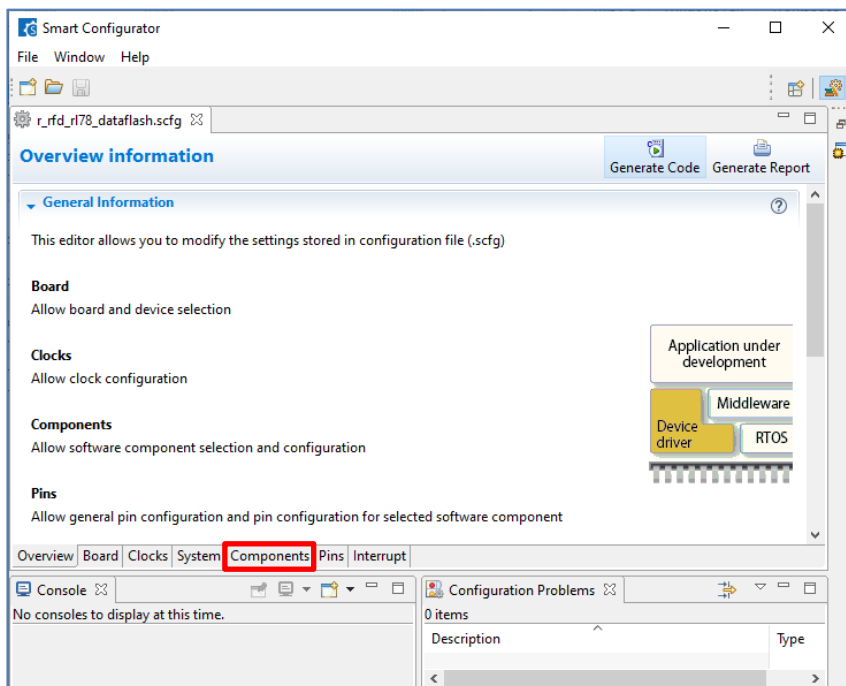 Smart Configurator
File Window Help
r_rfd_rl78_dataflash.scfg
Overview information
Generate Code Generate Report
General Information
This editor allows you to modify the settings stored in configuration file (.scfg)
Board
Allow board and device selection
Clocks
Allow clock configuration
Components
Allow software component selection and configuration
Pins
Allow general pin configuration and pin configuration for selected software component
Application under
development
Middleware
Device
driver
RTOS
Overview Board Clocks System Components Pins Interrupt
Console
No consoles to display at this time.
Configuration Problems
0 items
Description Type